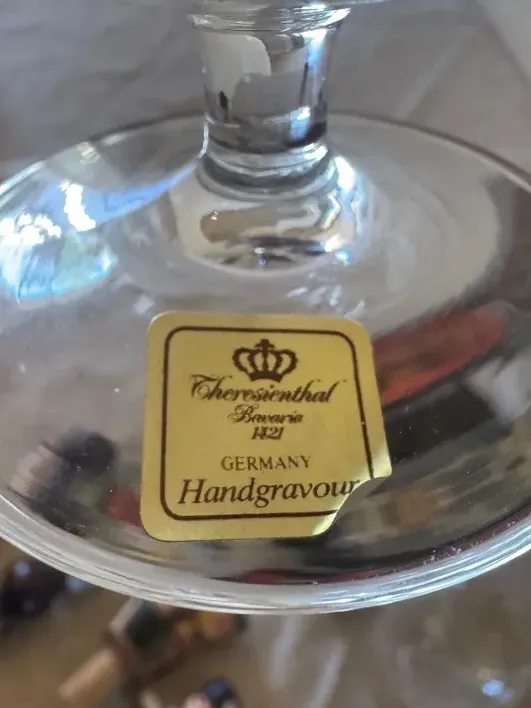 Theresienthal
Bavaria
1421
GERMANY
Handgravour